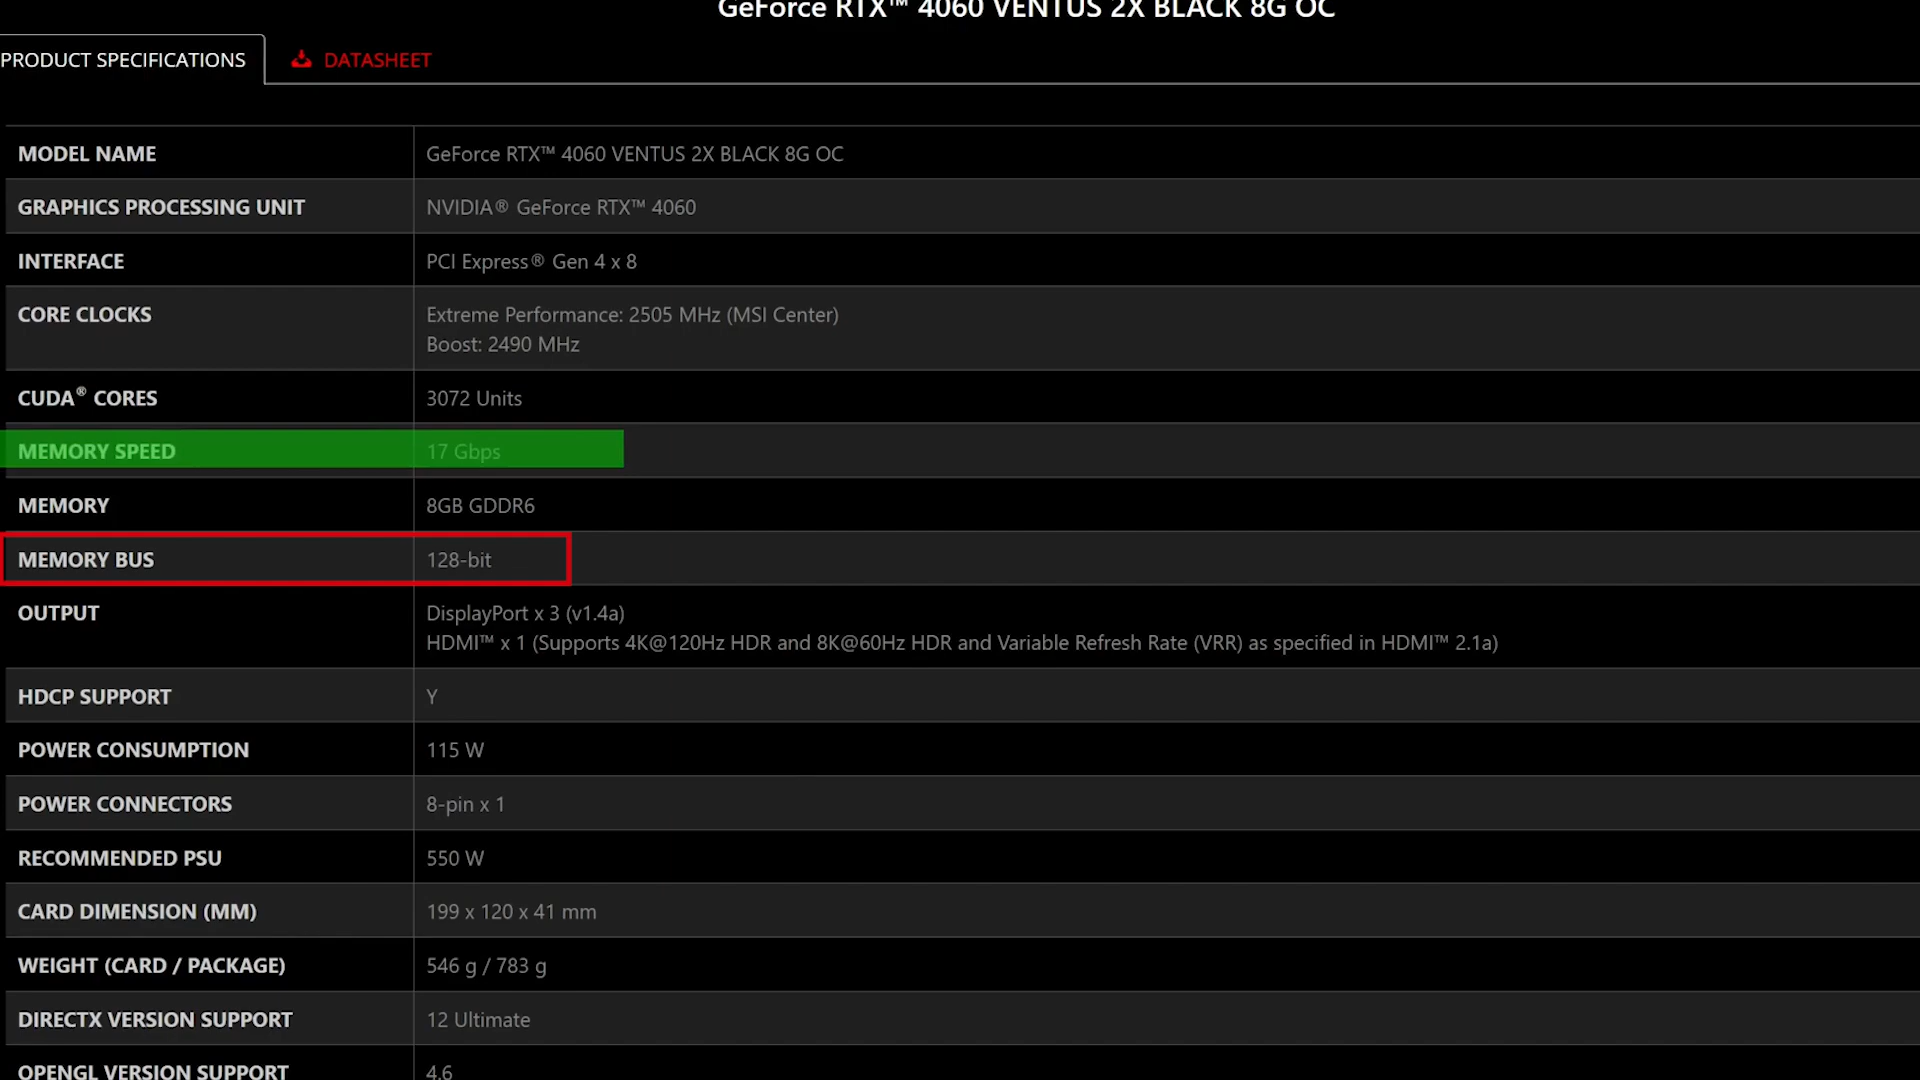 GeForce RTX™ 4060 VENTUS 2X BLACK 8G OC
PRODUCT SPECIFICATIONS
DATASHEET
MODEL NAME
GeForce RTX™ 4060 VENTUS 2X BLACK 8G OC
GRAPHICS PROCESSING UNIT
NVIDIA® GeForce RTX™ 4060
INTERFACE
PCI Express® Gen 4 x 8
CORE CLOCKS
Extreme Performance: 2505 MHz (MSI Center)
Boost: 2490 MHz
CUDA® CORES
3072 Units
MEMORY SPEED
17 Gbps
MEMORY
8GB GDDR6
MEMORY BUS
128-bit
OUTPUT
DisplayPort x 3 (v1.4a)
HDMI™ x 1 (Supports 4K@120Hz HDR and 8K@60Hz HDR and Variable Refresh Rate (VRR) as specified in HDMI™ 2.1a)
HDCP SUPPORT
Y
POWER CONSUMPTION
115 W
POWER CONNECTORS
8-pin x 1
RECOMMENDED PSU
550 W
CARD DIMENSION (MM)
199 x 120 x 41 mm
WEIGHT (CARD / PACKAGE)
546 g / 783 g
DIRECTX VERSION SUPPORT
12 Ultimate
OPENGL VERSION SUPPORT
4.6